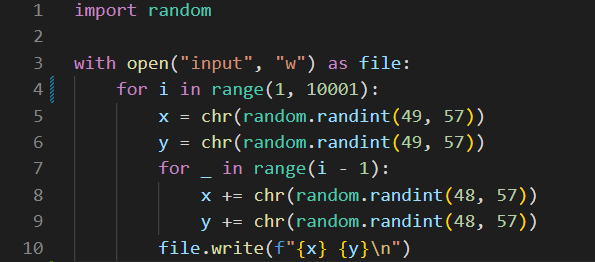 1 import random
2
3 with open("input", "w") as file:
4     for i in range(1, 10001):
5         x = chr(random.randint(49, 57))
6         y = chr(random.randint(49, 57))
7         for _ in range(i - 1):
8             x += chr(random.randint(48, 57))
9             y += chr(random.randint(48, 57))
10         file.write(f"{x} {y}\n")